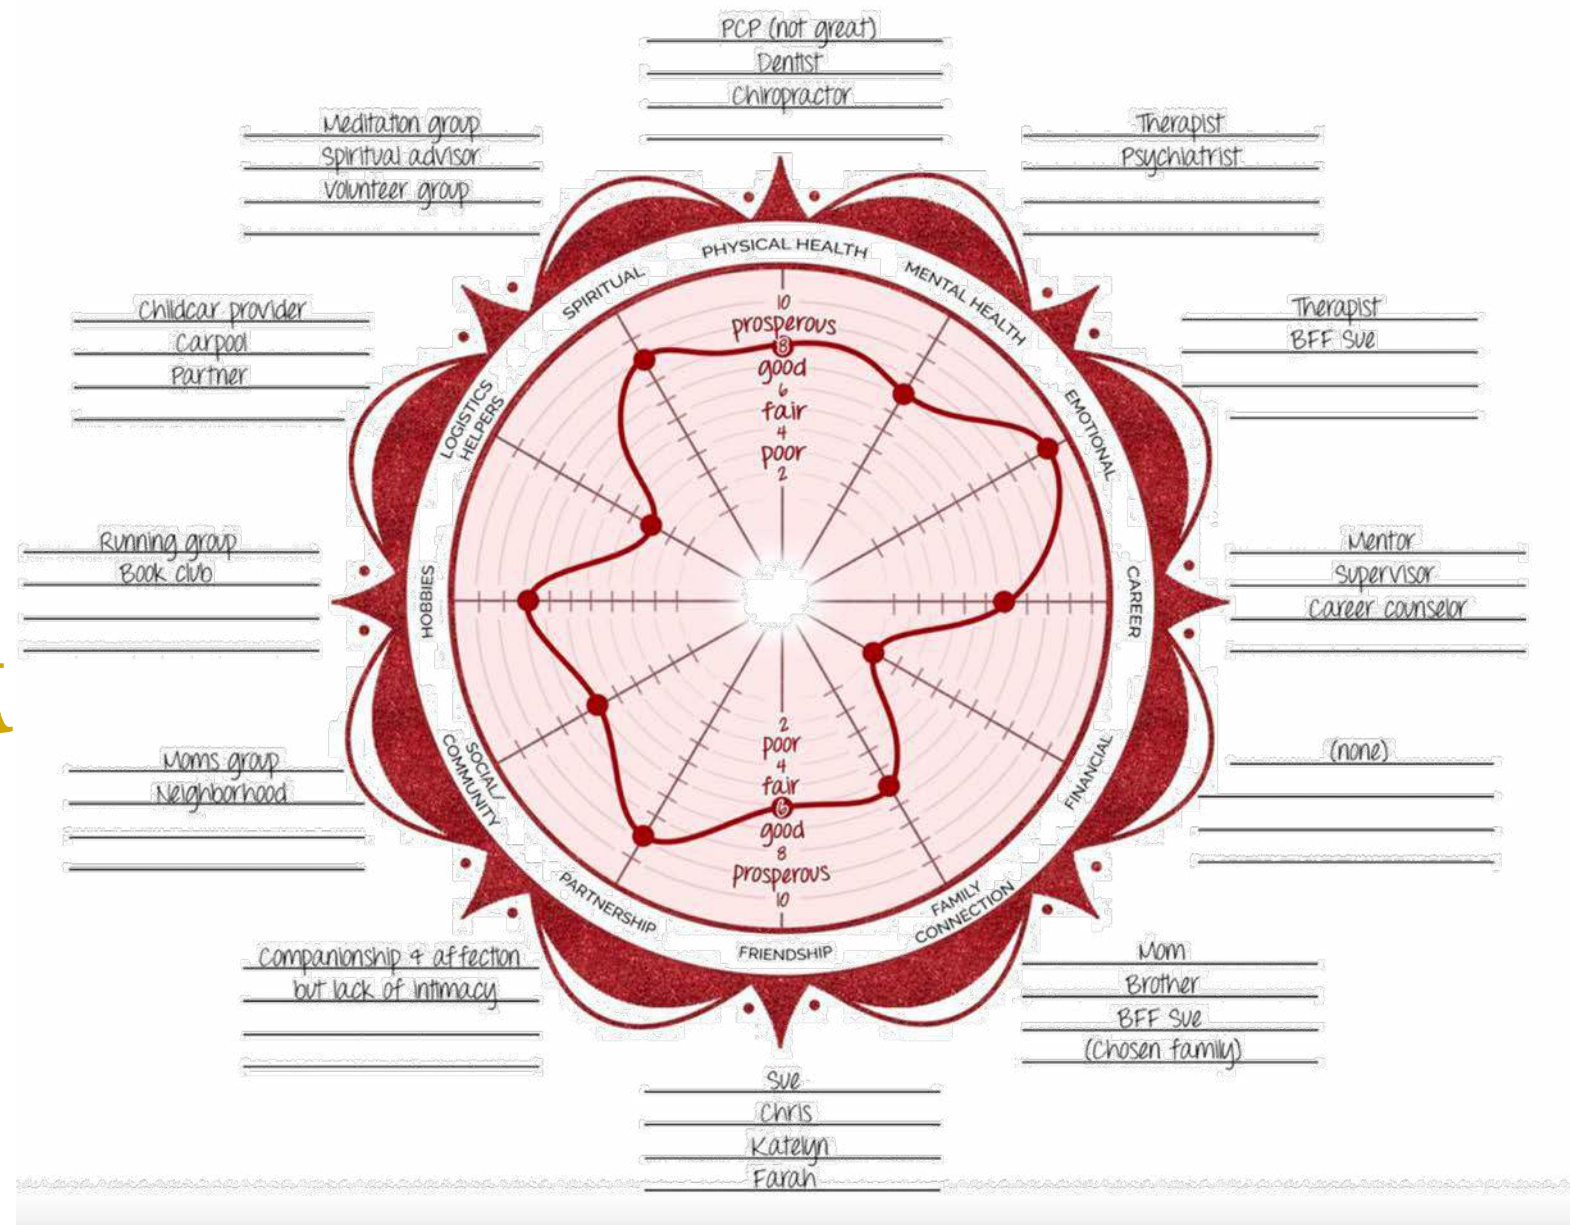 PCP (not great)
Dentist
Chiropractor
Meditation group
Spiritual advisor
Volunteer group
Therapist
Psychiatrist
Childcar provider
Carpool
Partner
Therapist
BFF Sue
Running group
Book club
Mentor
Supervisor
Career counselor
Moms group
Neighborhood
(none)
Companionship & affection
but lack of intimacy
Mom
Brother
BFF Sue
(Chosen family)
Sue
Chris
Katelyn
Farah
PHYSICAL HEALTH
MENTAL HEALTH
EMOTIONAL
CAREER
FINANCIAL
FAMILY
CONNECTION
FRIENDSHIP
PARTNERSHIP
SOCIAL/
COMMUNITY
HOBBIES
LOGISTICS
HELPERS
SPIRITUAL
10
prosperous
8
good
6
fair
4
poor
2
2
poor
4
fair
6
good
8
prosperous
10